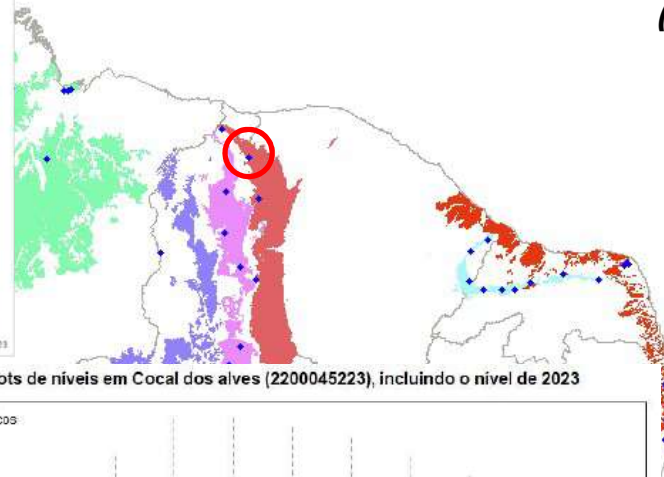 ots de níveis em Cocal dos alves (2200045223), incluindo o nível de 2023
cos